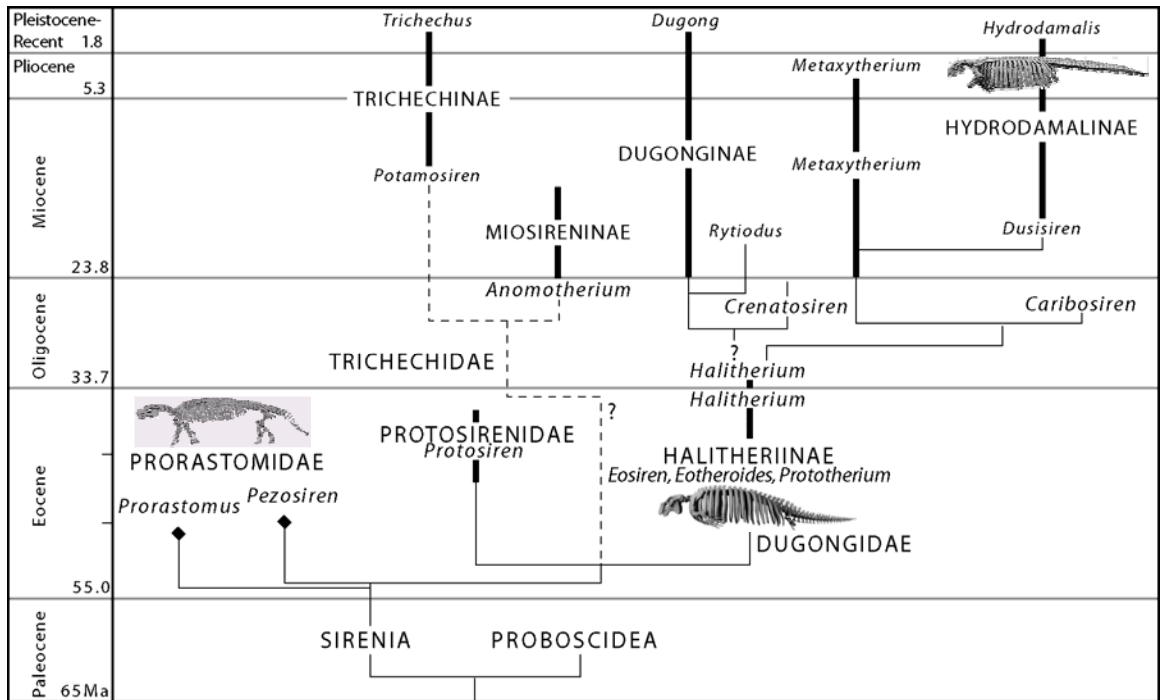 Pleistocene-
Recent 1.8
Trichechus
Dugong
Hydrodamalis
Pliocene
5.3
Metaxytherium
TRICHECHINAE
HYDRODAMALINAE
Miocene
DUGONGINAE
Metaxytherium
Potamosiren
MIOSIRENINAE
Rytiodus
Dusisiren
23.8
Anomotherium
Crenatosiren
Caribosiren
Oligocene
?
TRICHECHIDAE
Halitherium
33.7
Halitherium
?
PROTOSIRENIDAE
Protosiren
PRORASTOMIDAE
HALITHERIINAE
Eosiren, Eotheroides, Prototherium
Eocene
Prorastomus
Pezosiren
DUGONGIDAE
55.0
Paleocene
SIRENIA
PROBOSCIDEA
65Ma